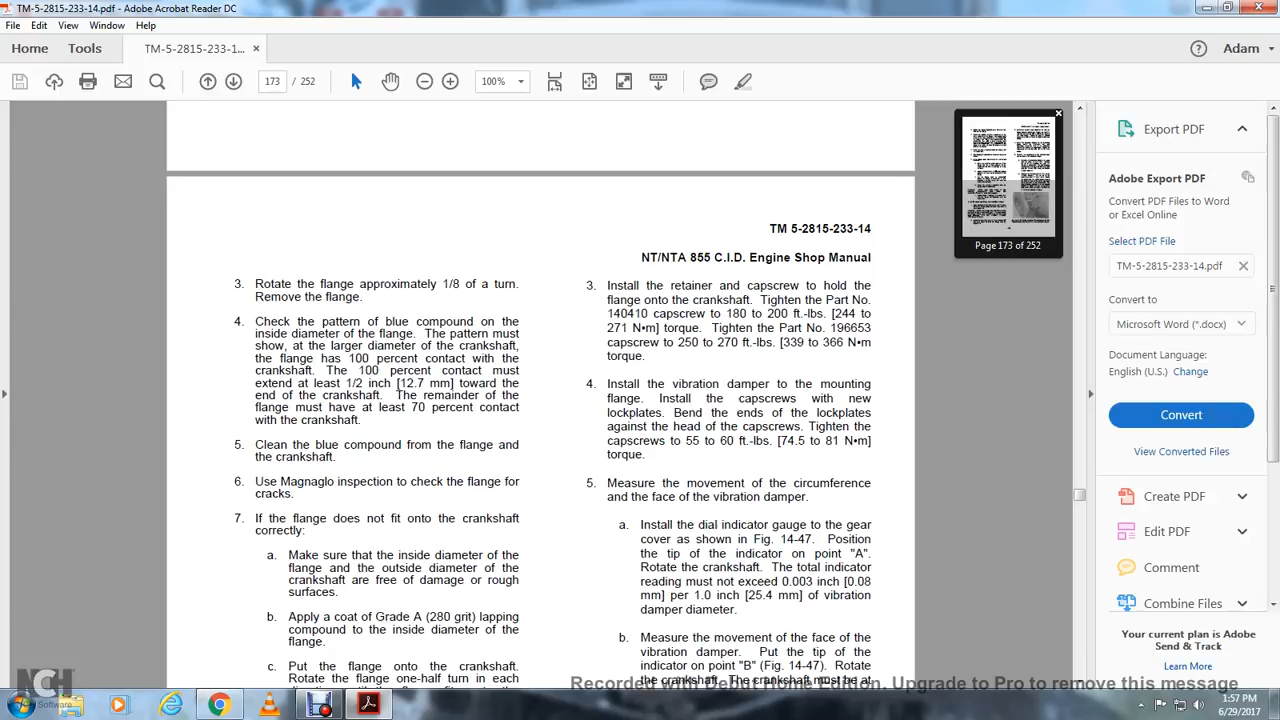 TM-5-2815-233-14.pdf - Adobe Acrobat Reader DC
File Edit View Window Help
Home Tools TM-5-2815-233-1... × Adam
173 / 252 100%
TM 5-2815-233-14
NT/NTA 855 C.I.D. Engine Shop Manual
3. Rotate the flange approximately 1/8 of a turn.
Remove the flange.
4. Check the pattern of blue compound on the
inside diameter of the flange. The pattern must
show, at the larger diameter of the crankshaft,
the flange has 100 percent contact with the
crankshaft. The 100 percent contact must
extend at least 1/2 inch [12.7 mm] toward the
end of the crankshaft. The remainder of the
flange must have at least 70 percent contact
with the crankshaft.
5. Clean the blue compound from the flange and
the crankshaft.
6. Use Magnaglo inspection to check the flange for
cracks.
7. If the flange does not fit onto the crankshaft
correctly:
a. Make sure that the inside diameter of the
flange and the outside diameter of the
crankshaft are free of damage or rough
surfaces.
b. Apply a coat of Grade A (280 grit) lapping
compound to the inside diameter of the
flange.
c. Put the flange onto the crankshaft.
Rotate the flange one-half turn in each
3. Install the retainer and capscrew to hold the
flange onto the crankshaft. Tighten the Part No.
140410 capscrew to 180 to 200 ft.-lbs. [244 to
271 N•m] torque. Tighten the Part No. 196653
capscrew to 250 to 270 ft.-lbs. [339 to 366 N•m
torque.
4. Install the vibration damper to the mounting
flange. Install the capscrews with new
lockplates. Bend the ends of the lockplates
against the head of the capscrews. Tighten the
capscrews to 55 to 60 ft.-lbs. [74.5 to 81 N•m]
torque.
5. Measure the movement of the circumference
and the face of the vibration damper.
a. Install the dial indicator gauge to the gear
cover as shown in Fig. 14-47. Position
the tip of the indicator on point "A".
Rotate the crankshaft. The total indicator
reading must not exceed 0.003 inch [0.08
mm] per 1.0 inch [25.4 mm] of vibration
damper diameter.
b. Measure the movement of the face of the
vibration damper. Put the tip of the
indicator on point "B" (Fig. 14-47). Rotate
the crankshaft. The crankshaft must be at
Page 173 of 252
Export PDF
Adobe Export PDF
Convert PDF Files to Word
or Excel Online
Select PDF File
TM-5-2815-233-14.pdf
Convert to
Microsoft Word (*.docx)
Document Language:
English (U.S.) Change
Convert
View Converted Files
Create PDF
Edit PDF
Comment
Combine Files
Your current plan is Adobe
Send & Track
Learn More
NCH Software
Upgrade to Pro to remove this message
1:57 PM
6/29/2017